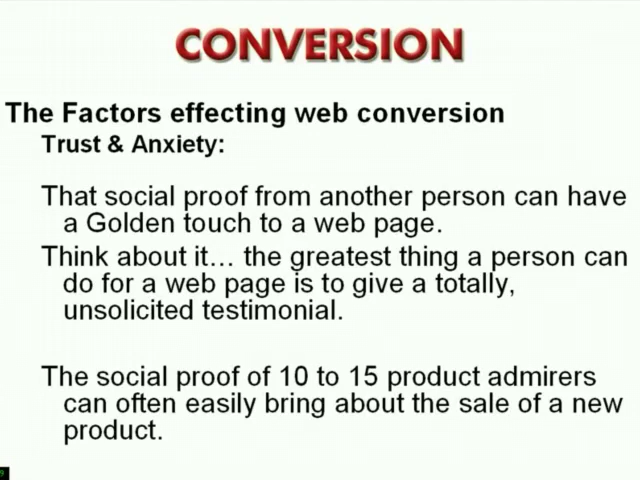 CONVERSION
The Factors effecting web conversion
Trust & Anxiety:
That social proof from another person can have
a Golden touch to a web page.
Think about it… the greatest thing a person can
do for a web page is to give a totally,
unsolicited testimonial.
The social proof of 10 to 15 product admirers
can often easily bring about the sale of a new
product.